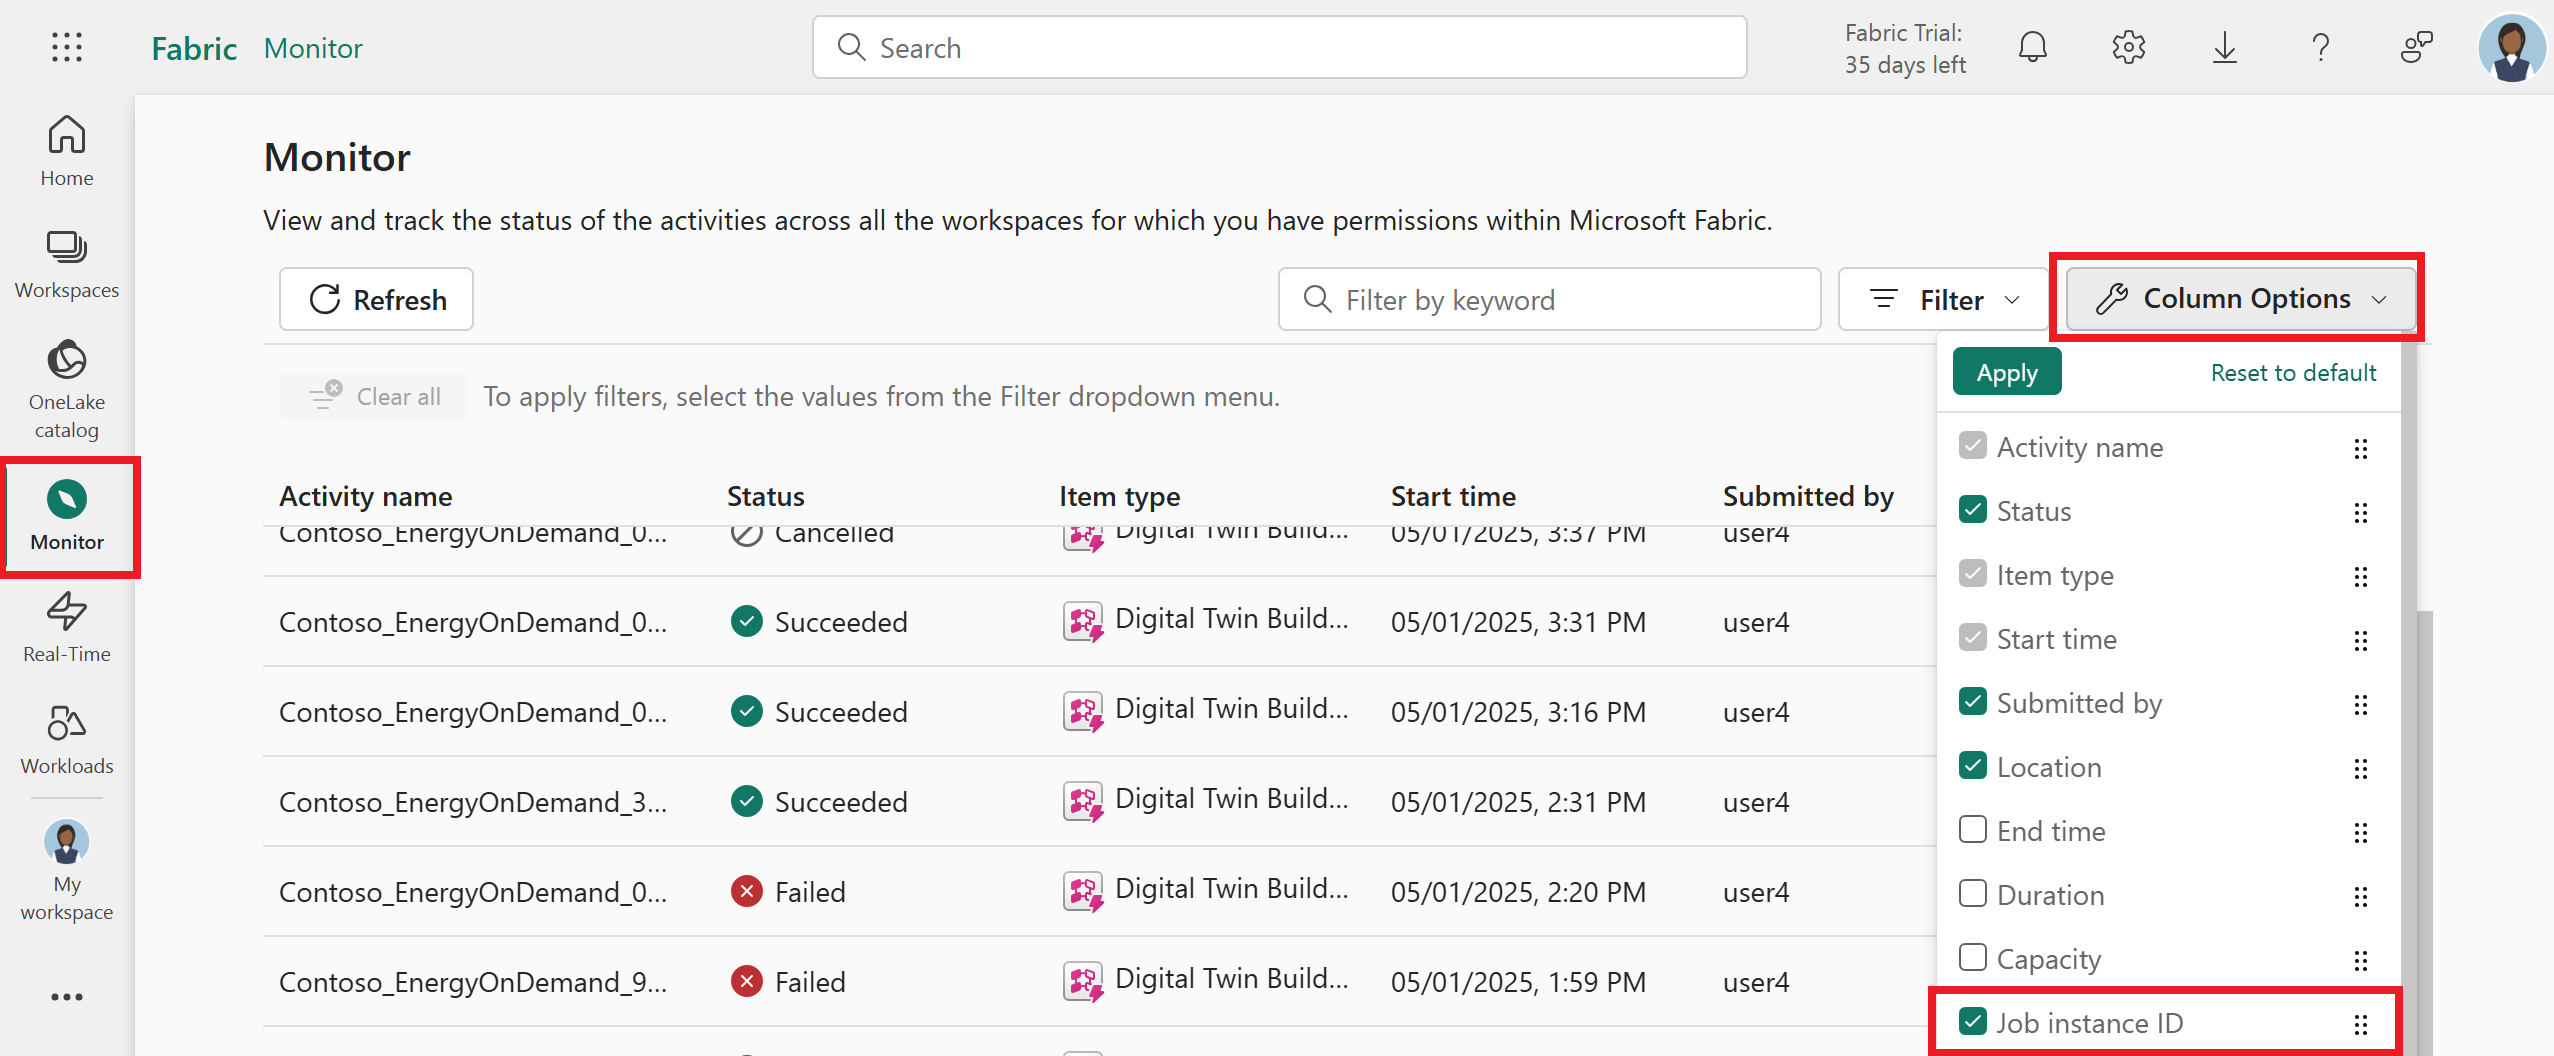 Fabric Monitor
Search
Fabric Trial:
35 days left
Home
Workspaces
OneLake
catalog
Monitor
Real-Time
Workloads
My
workspace
Monitor
View and track the status of the activities across all the workspaces for which you have permissions within Microsoft Fabric.
Refresh
Filter by keyword
Filter
Column Options
Clear all
To apply filters, select the values from the Filter dropdown menu.
Activity name Status Item type Start time Submitted by
Contoso_EnergyOnDemand_0... Cancelled Digital Twin Build... 05/01/2025, 3:37 PM user4
Contoso_EnergyOnDemand_0... Succeeded Digital Twin Build... 05/01/2025, 3:31 PM user4
Contoso_EnergyOnDemand_0... Succeeded Digital Twin Build... 05/01/2025, 3:16 PM user4
Contoso_EnergyOnDemand_3... Succeeded Digital Twin Build... 05/01/2025, 2:31 PM user4
Contoso_EnergyOnDemand_0... Failed Digital Twin Build... 05/01/2025, 2:20 PM user4
Contoso_EnergyOnDemand_9... Failed Digital Twin Build... 05/01/2025, 1:59 PM user4
Apply
Reset to default
Activity name
Status
Item type
Start time
Submitted by
Location
End time
Duration
Capacity
Job instance ID